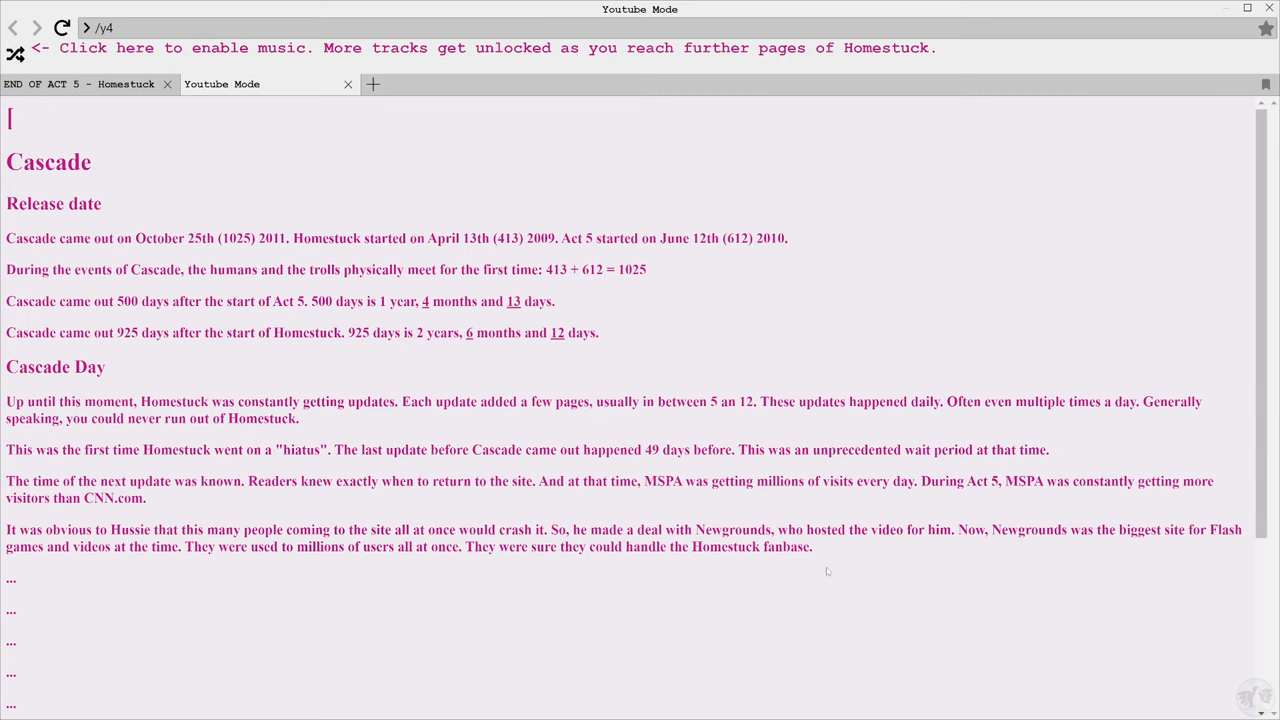 Youtube Mode
/y4
<- Click here to enable music. More tracks get unlocked as you reach further pages of Homestuck.
END OF ACT 5 - Homestuck
Youtube Mode
[
Cascade
Release date
Cascade came out on October 25th (1025) 2011. Homestuck started on April 13th (413) 2009. Act 5 started on June 12th (612) 2010.
During the events of Cascade, the humans and the trolls physically meet for the first time: 413 + 612 = 1025
Cascade came out 500 days after the start of Act 5. 500 days is 1 year, 4 months and 13 days.
Cascade came out 925 days after the start of Homestuck. 925 days is 2 years, 6 months and 12 days.
Cascade Day
Up until this moment, Homestuck was constantly getting updates. Each update added a few pages, usually in between 5 an 12. These updates happened daily. Often even multiple times a day. Generally
speaking, you could never run out of Homestuck.
This was the first time Homestuck went on a "hiatus". The last update before Cascade came out happened 49 days before. This was an unprecedented wait period at that time.
The time of the next update was known. Readers knew exactly when to return to the site. And at that time, MSPA was getting millions of visits every day. During Act 5, MSPA was constantly getting more
visitors than CNN.com.
It was obvious to Hussie that this many people coming to the site all at once would crash it. So, he made a deal with Newgrounds, who hosted the video for him. Now, Newgrounds was the biggest site for Flash
games and videos at the time. They were used to millions of users all at once. They were sure they could handle the Homestuck fanbase.
...
...
...
...
...